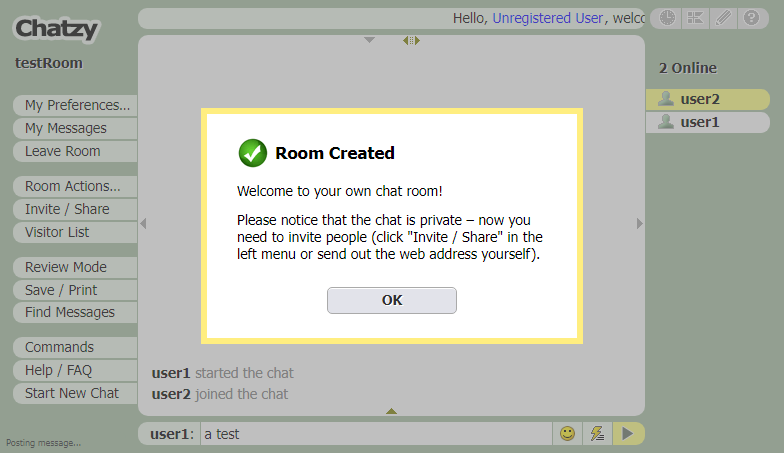 Chatzy
Hello, Unregistered User, welco
testRoom
2 Online
My Preferences...
My Messages
Leave Room
Room Actions...
Invite / Share
Visitor List
Review Mode
Save / Print
Find Messages
Commands
Help / FAQ
Start New Chat
Posting message...
user2
user1
Room Created
Welcome to your own chat room!
Please notice that the chat is private – now you
need to invite people (click "Invite / Share" in the
left menu or send out the web address yourself).
OK
user1 started the chat
user2 joined the chat
user1: a test